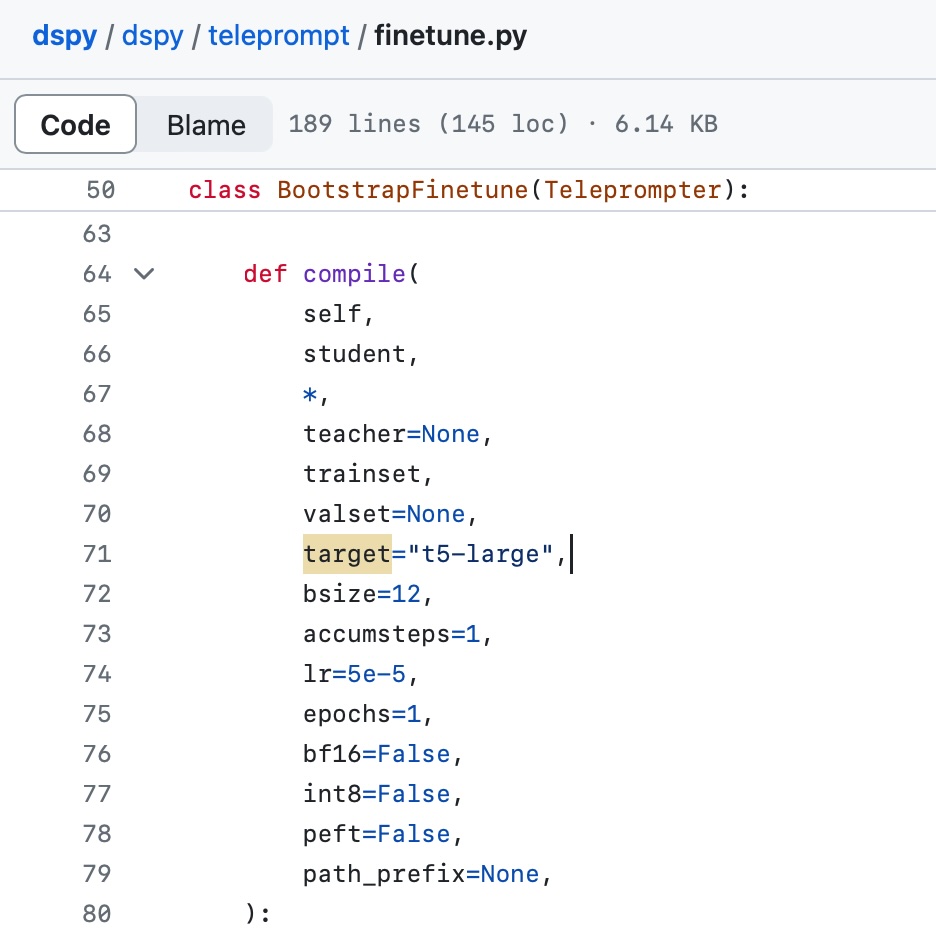 dspy / dspy / teleprompt / finetune.py
Code Blame 189 lines (145 loc) · 6.14 KB
50 class BootstrapFinetune(Teleprompter):
63
64 def compile(
65 self,
66 student,
67 *,
68 teacher=None,
69 trainset,
70 valset=None,
71 target="t5-large",
72 bsize=12,
73 accumsteps=1,
74 lr=5e-5,
75 epochs=1,
76 bf16=False,
77 int8=False,
78 peft=False,
79 path_prefix=None,
80 ):